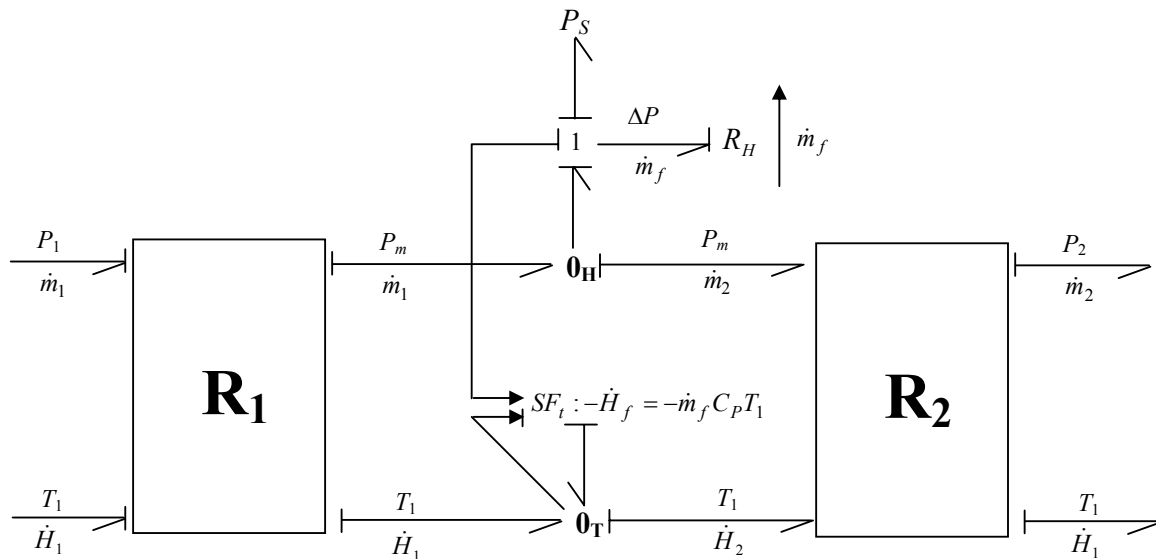 P_S
ΔP
1
R_H
ṁ_f
ṁ_f
P_1
ṁ_1
R_1
P_m
ṁ_1
0_H
P_m
ṁ_2
R_2
P_2
ṁ_2
SF_t : −Ḣ_f = −ṁ_f C_P T_1
T_1
Ḣ_1
T_1
Ḣ_1
0_T
T_1
Ḣ_2
T_1
Ḣ_1